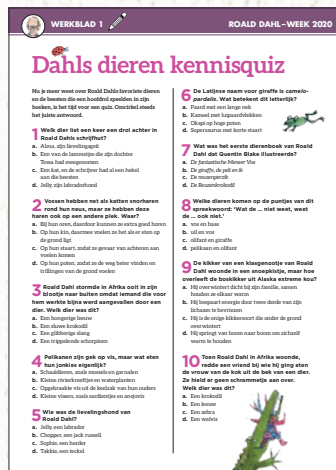 WERKBLAD 1
ROALD DAHL-WEEK 2020
Dahls dieren kennisquiz
Nu je meer weet over Roald Dahls favoriete dieren
en de beesten die een hoofdrol speelden in zijn
boeken, is het tijd voor een quiz. Omcirkel steeds
het juiste antwoord.
1 Welk dier liet een keer een drol achter in
Roald Dahls schrijfhut?
a. Alma, zijn lievelingsgeit
b. Een van de lammetjes die zijn dochter
Tessa had meegenomen
c. Een kat, en de schrijver had al een hekel
aan die beesten
d. Jelly, zijn labradorhond
2 Vossen hebben net als katten snorharen
rond hun neus, maar ze hebben deze
haren ook op een andere plek. Waar?
a. Bij hun oren, daardoor kunnen ze extra goed horen
b. Op hun kin, daarmee voelen ze het als er eten op
de grond ligt
c. Op hun staart, zodat ze gevaar van achteren aan
voelen komen
d. Op hun poten, zodat ze de weg beter vinden en
trillingen van de grond voelen
3 Roald Dahl stormde in Afrika ooit in zijn
blootje naar buiten omdat iemand die voor
hem werkte bijna werd aangevallen door een
dier. Welk dier was dit?
a. Een hongerige leeuw
b. Een sluwe krokodil
c. Een glibberige slang
d. Een trippelende schorpioen
4 Pelikanen zijn gek op vis, maar wat eten
hun jonkies eigenlijk?
a. Schaaldieren, zoals mosselen en garnalen
b. Kleine rivierkreeftjes en waterplanten
c. Opgebraakte vis uit de keelzak van hun ouders
d. Kleine vissen, zoals sardientjes en ansjovis
5 Wie was de lievelingshond van
Roald Dahl?
a. Jelly, een labrador
b. Chopper, een jack russell
c. Sophie, een herder
d. Takkie, een teckel
6 De Latijnse naam voor giraffe is camelo-
paralis. Wat betekent dit letterlijk?
a. Paard met een lange nek
b. Kameel met luipaardvlekken
c. Okapi op hoge poten
d. Supersaurus met korte staart
7 Wat was het eerste dierenboek van Roald
Dahl dat Quentin Blake illustreerde?
a. De fantastische Meneer Vos
b. De giraffe, de peli en ik
c. De reuzenperzik
d. De Reuzenkrokodil
8 Welke dieren komen op de puntjes van dit
spreekwoord: ‘Wat de ... niet weet, weet
de ... ook niet.’
a. vos en haas
b. uil en vos
c. olifant en giraffe
d. pelikaan en olifant
9 De kikker van een klasgenootje van Roald
Dahl woonde in een snoepkistje, maar hoe
overleeft de boskikker uit Alaska extreme kou?
a. Hij overwintert dicht bij zijn familie, samen
houden ze elkaar warm
b. Hij bespaart energie door twee derde van zijn
lichaam te bevriezen
c. Hij is de enige kikkersoort die onder de grond
overwintert
d. Hij springt van boom naar boom om zichzelf
warm te houden
10 Toen Roald Dahl in Afrika woonde,
redde een vriend bij wie hij ging eten
de vrouw van de kok uit de bek van een dier.
Ze hield er geen schrammetje aan over.
Welk dier was dit?
a. Een krokodil
b. Een leeuw
c. Een zebra
d. Een walvis